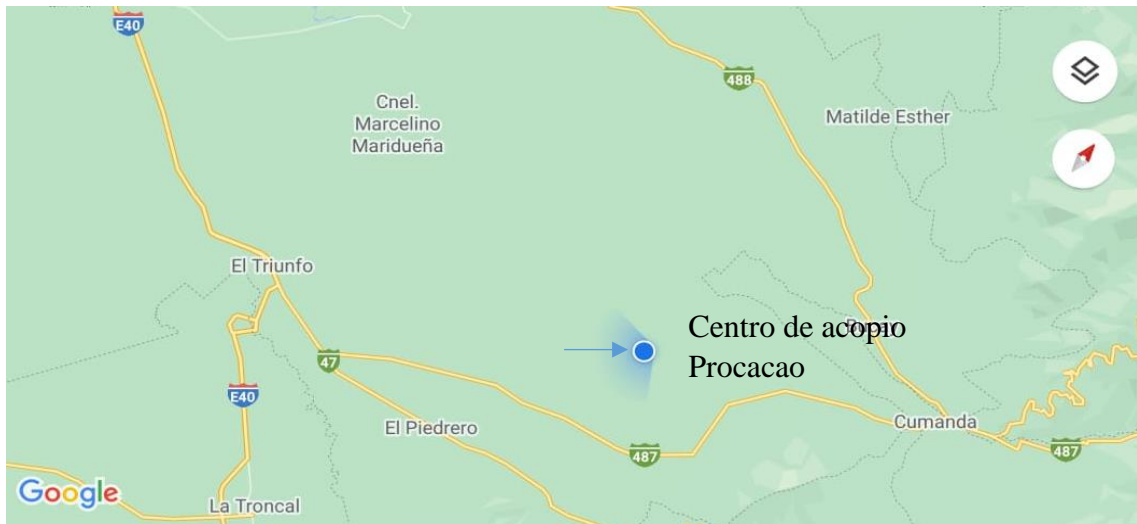 E40
488
Cnel.
Marcelino
Maridueña
Matilde Esther
El Triunfo
Centro de acopio
Procacao
47
E40
El Piedrero
487
Cumanda
487
Google
La Troncal